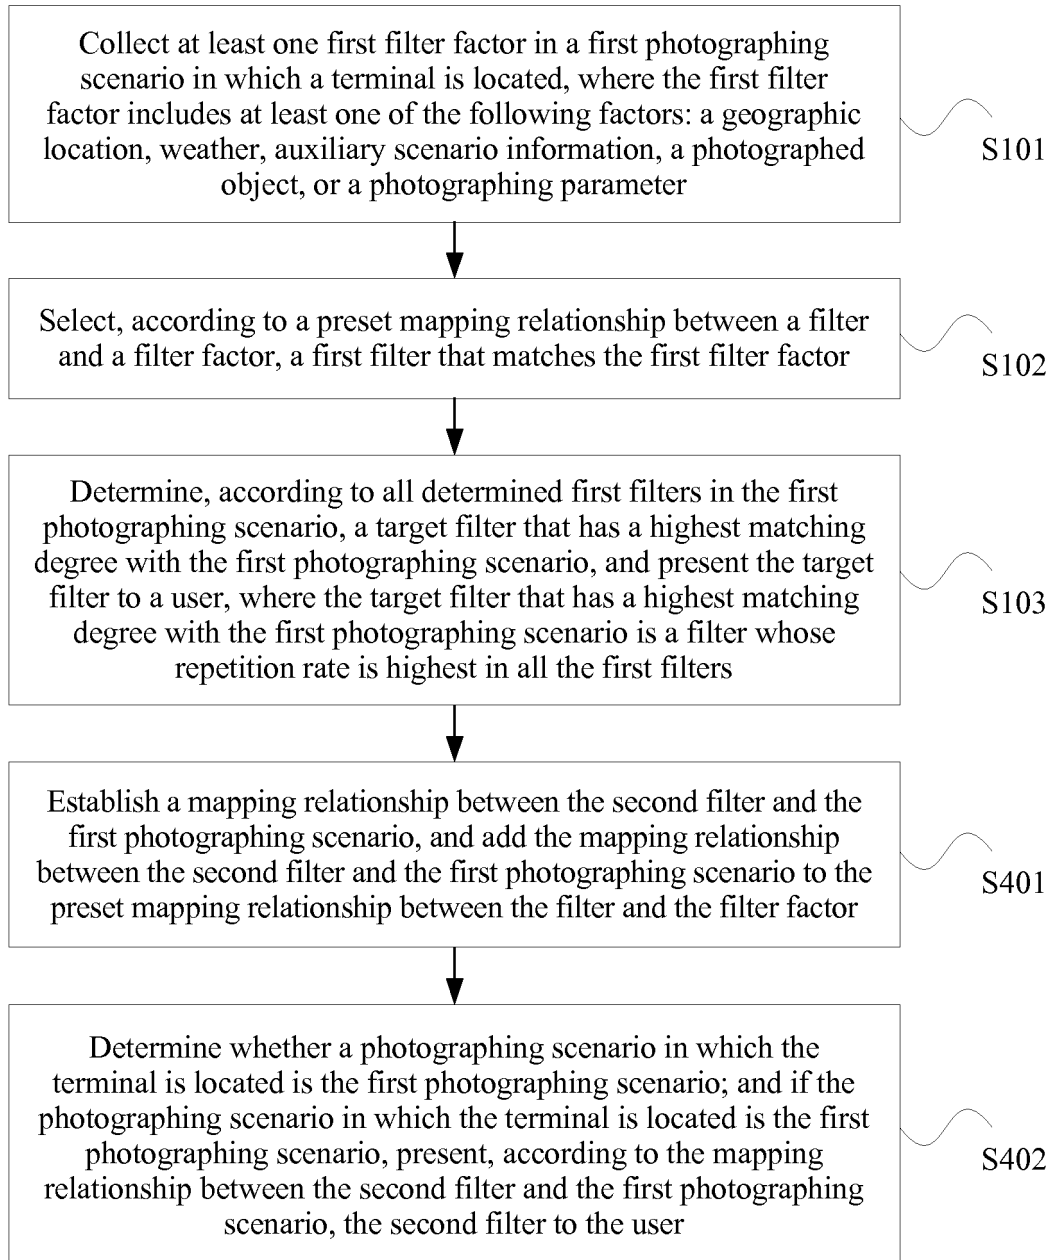 Collect at least one first filter factor in a first photographing
scenario in which a terminal is located, where the first filter
factor includes at least one of the following factors: a geographic
location, weather, auxiliary scenario information, a photographed
object, or a photographing parameter
S101
Select, according to a preset mapping relationship between a filter
and a filter factor, a first filter that matches the first filter factor
S102
Determine, according to all determined first filters in the first
photographing scenario, a target filter that has a highest matching
degree with the first photographing scenario, and present the target
filter to a user, where the target filter that has a highest matching
degree with the first photographing scenario is a filter whose
repetition rate is highest in all the first filters
S103
Establish a mapping relationship between the second filter and the
first photographing scenario, and add the mapping relationship
between the second filter and the first photographing scenario to the
preset mapping relationship between the filter and the filter factor
S401
Determine whether a photographing scenario in which the
terminal is located is the first photographing scenario; and if the
photographing scenario in which the terminal is located is the first
photographing scenario, present, according to the mapping
relationship between the second filter and the first photographing
scenario, the second filter to the user
S402